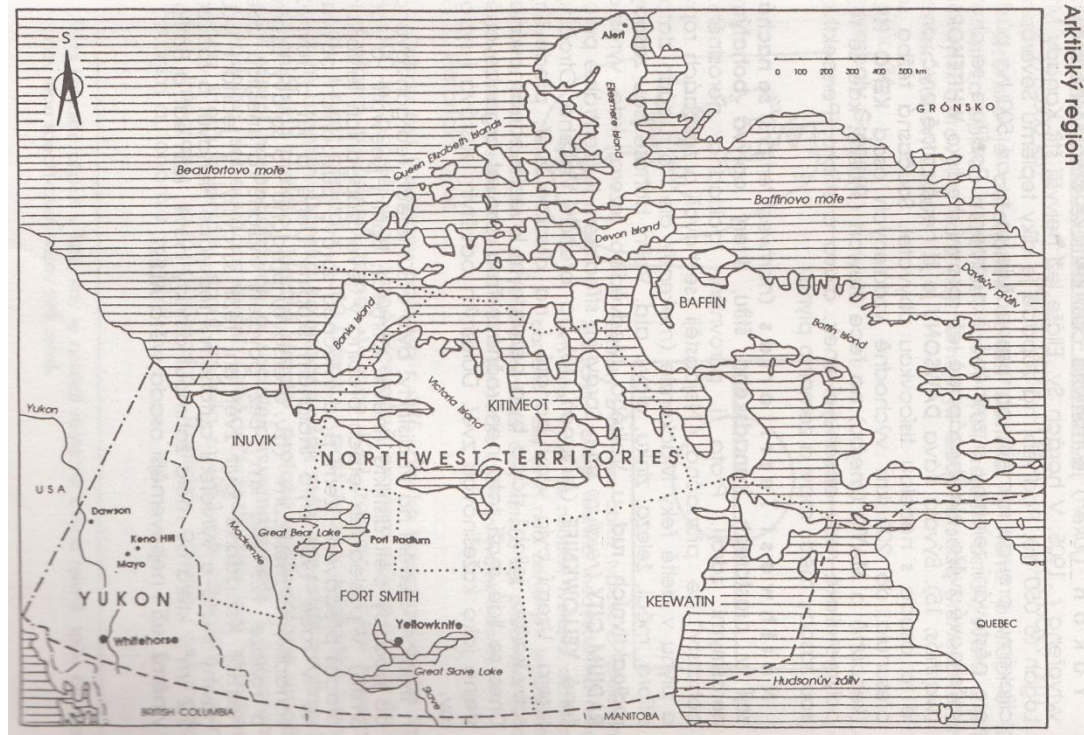 Arktický region
S
Alert
0 100 200 300 400 500 km
GRÓNSKO
Ellesmere Island
Queen Elizabeth Islands
Beaufortovo moře
Baffinovo moře
Devon Island
Davisův průliv
Banks Island
BAFFIN
Baffin Island
Victoria Island
KITIMEOT
Yukon
INUVIK
NORTHWEST TERRITORIES
USA
Dawson
Mackenzie
Great Bear Lake
Port Radium
Keno Hill
Mayo
YUKON
FORT SMITH
KEEWATIN
QUEBEC
Whitehorse
Yellowknife
Great Slave Lake
Hudsonův záliv
Slave
BRITISH COLUMBIA
MANITOBA